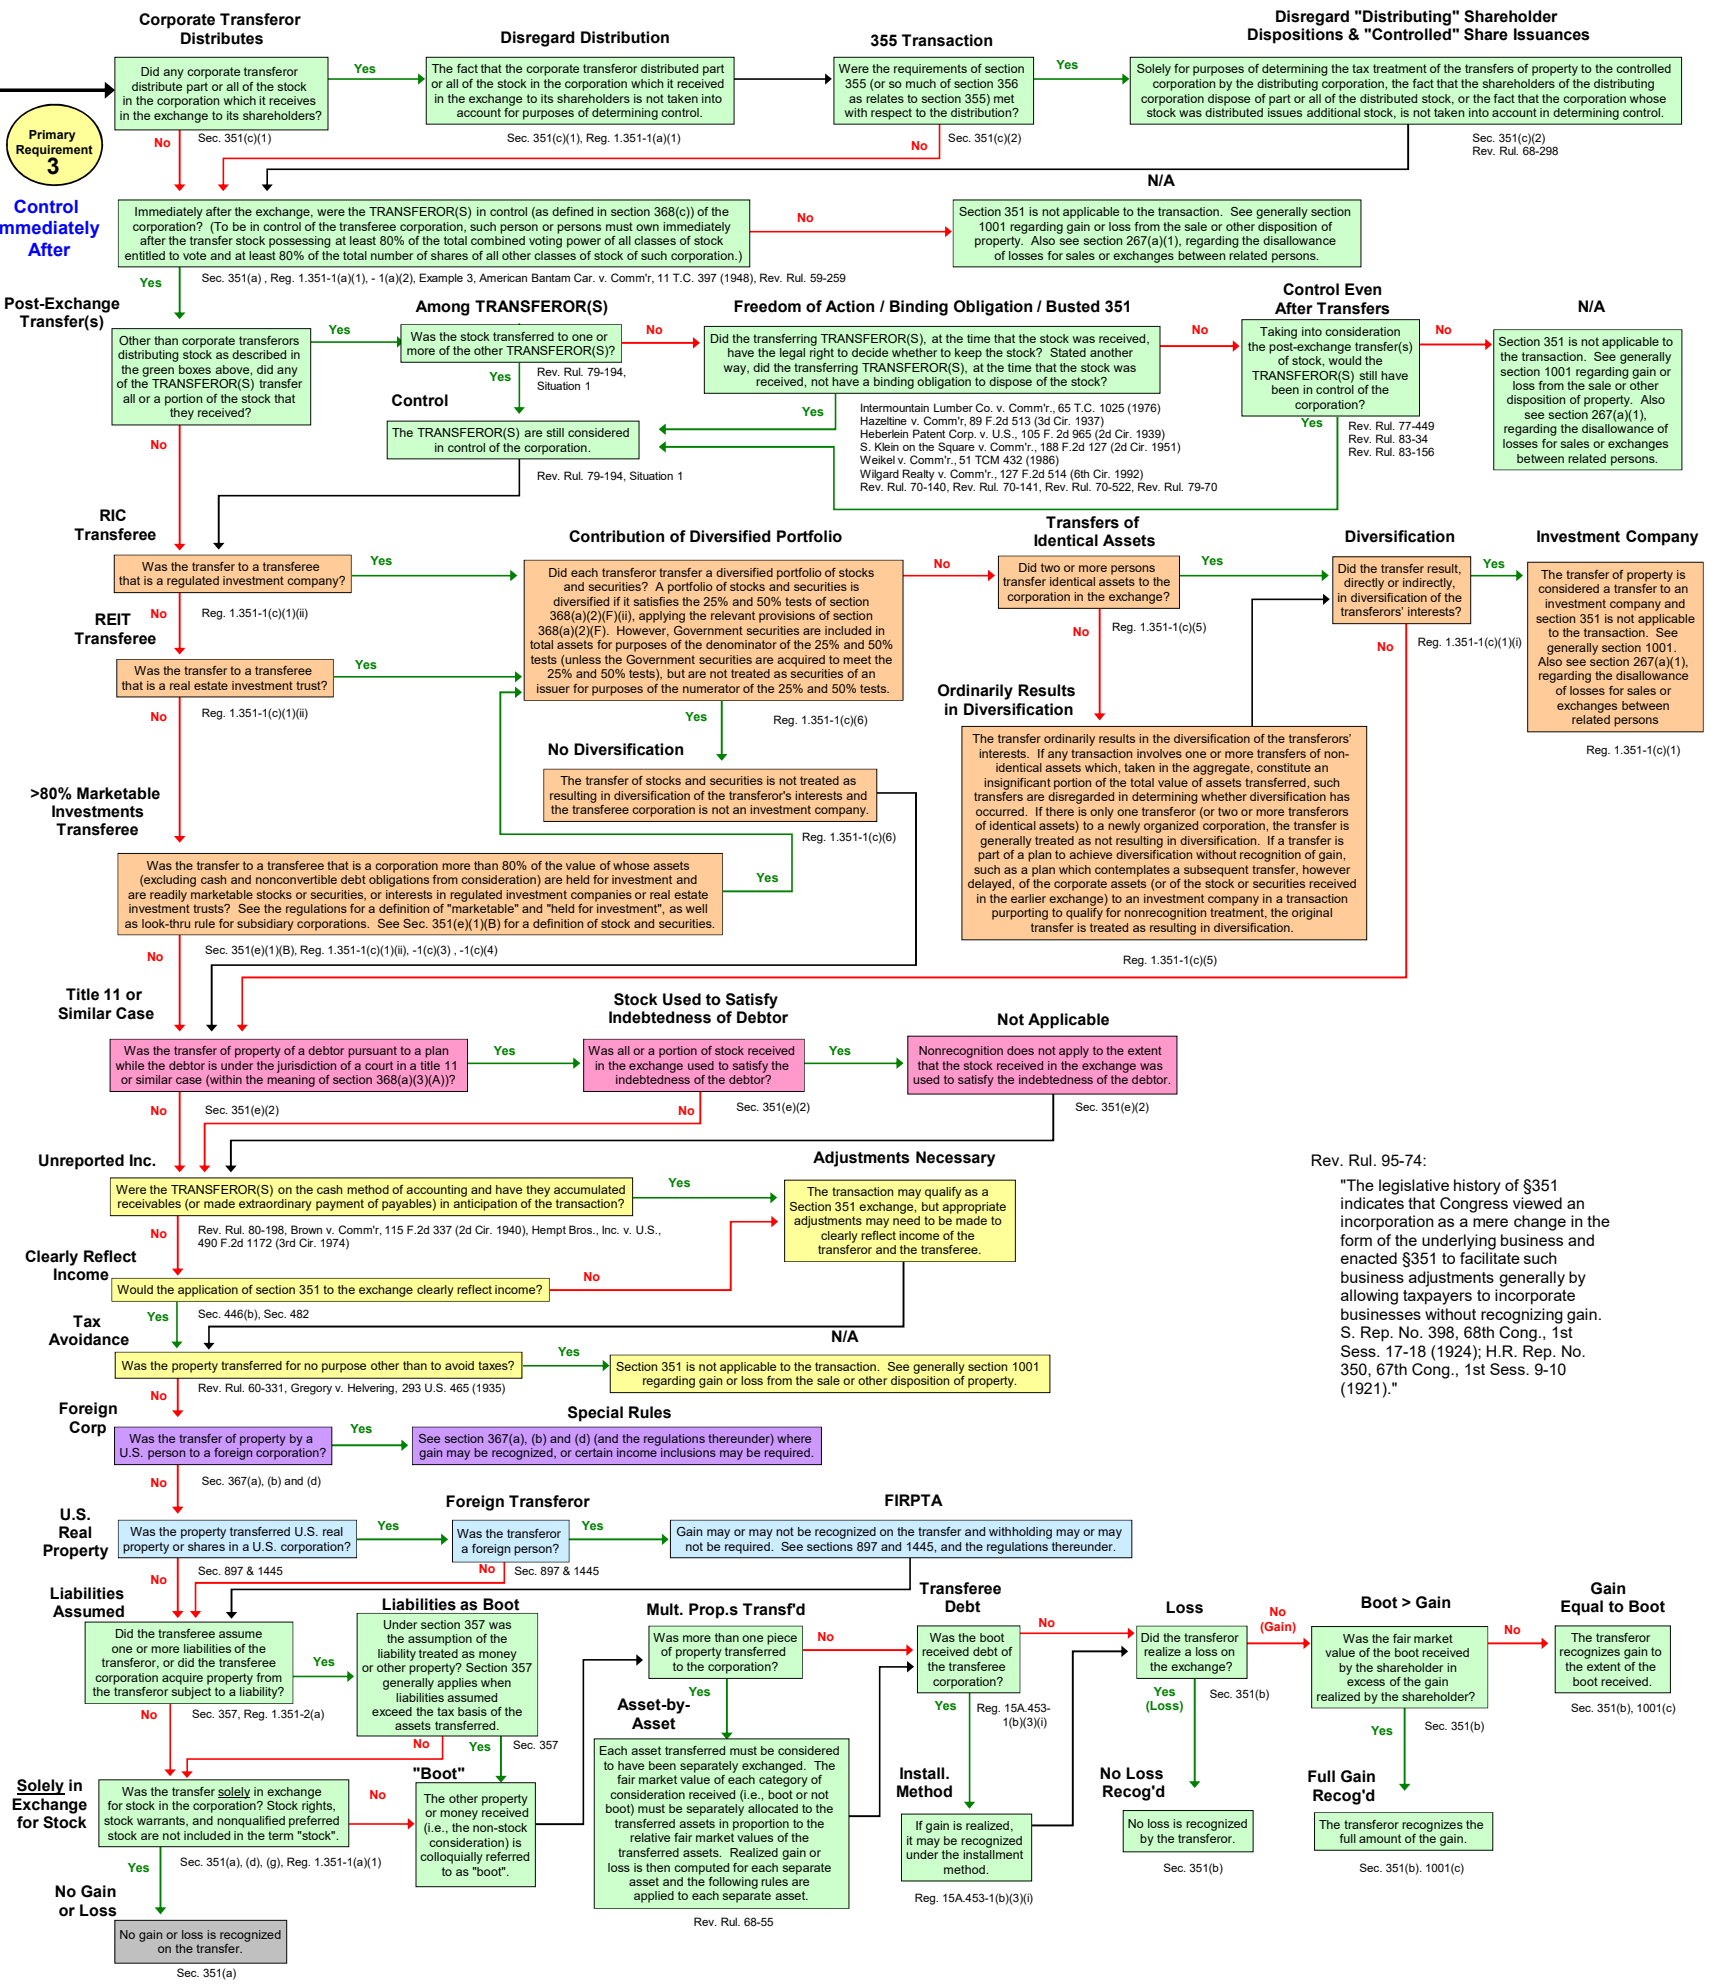 Corporate Transferor
Distributes
Disregard Distribution
355 Transaction
Disregard "Distributing" Shareholder
Dispositions & "Controlled" Share Issuances
Did any corporate transferor
distribute part or all of the stock
in the corporation which it receives
in the exchange to its shareholders?
Yes
The fact that the corporate transferor distributed part
or all of the stock in the corporation which it received
in the exchange to its shareholders is not taken into
account for purposes of determining control.
Were the requirements of section
355 (or so much of section 356
as relates to section 355) met
with respect to the distribution?
Yes
Solely for purposes of determining the tax treatment of the transfers of property to the controlled
corporation by the distributing corporation, the fact that the shareholders of the distributing
corporation dispose of part or all of the distributed stock, or the fact that the corporation whose
stock was distributed issues additional stock, is not taken into account in determining control.
Primary
Requirement
3
No
Sec. 351(c)(1)
Sec. 351(c)(1), Reg. 1.351-1(a)(1)
No
Sec. 351(c)(2)
Sec. 351(c)(2)
Rev. Rul. 68-298
Control
mmediately
After
Immediately after the exchange, were the TRANSFEROR(S) in control (as defined in section 368(c)) of the
corporation? (To be in control of the transferee corporation, such person or persons must own immediately
after the transfer stock possessing at least 80% of the total combined voting power of all classes of stock
entitled to vote and at least 80% of the total number of shares of all other classes of stock of such corporation.)
No
N/A
Section 351 is not applicable to the transaction. See generally section
1001 regarding gain or loss from the sale or other disposition of
property. Also see section 267(a)(1), regarding the disallowance
of losses for sales or exchanges between related persons.
Yes
Sec. 351(a) , Reg. 1.351-1(a)(1), - 1(a)(2), Example 3, American Bantam Car. v. Comm'r, 11 T.C. 397 (1948), Rev. Rul. 59-259
Post-Exchange
Transfer(s)
Among TRANSFEROR(S)
Freedom of Action / Binding Obligation / Busted 351
Control Even
After Transfers
N/A
Other than corporate transferors
distributing stock as described in
the green boxes above, did any
of the TRANSFEROR(S) transfer
all or a portion of the stock that
they received?
Yes
Was the stock transferred to one or
more of the other TRANSFEROR(S)?
No
Did the transferring TRANSFEROR(S), at the time that the stock was received,
have the legal right to decide whether to keep the stock? Stated another
way, did the transferring TRANSFEROR(S), at the time that the stock was
received, not have a binding obligation to dispose of the stock?
No
Taking into consideration
the post-exchange transfer(s)
of stock, would the
TRANSFEROR(S) still have
been in control of the
corporation?
No
Section 351 is not applicable to
the transaction. See generally
section 1001 regarding gain or
loss from the sale or other
disposition of property. Also
see section 267(a)(1),
regarding the disallowance of
losses for sales or exchanges
between related persons.
Yes
Rev. Rul. 79-194,
Situation 1
Control
The TRANSFEROR(S) are still considered
in control of the corporation.
Rev. Rul. 79-194, Situation 1
Yes
Intermountain Lumber Co. v. Comm'r., 65 T.C. 1025 (1976)
Hazeltine v. Comm'r, 89 F.2d 513 (3d Cir. 1937)
Heberlein Patent Corp. v. U.S., 105 F. 2d 965 (2d Cir. 1939)
S. Klein on the Square v. Comm'r., 188 F.2d 127 (2d Cir. 1951)
Weikel v. Comm'r., 51 TCM 432 (1986)
Wilgard Realty v. Comm'r., 127 F.2d 514 (6th Cir. 1992)
Rev. Rul. 70-140, Rev. Rul. 70-141, Rev. Rul. 70-522, Rev. Rul. 79-70
Yes
Rev. Rul. 77-449
Rev. Rul. 83-34
Rev. Rul. 83-156
No
RIC
Transferee
Contribution of Diversified Portfolio
Transfers of
Identical Assets
Diversification
Investment Company
Was the transfer to a transferee
that is a regulated investment company?
Yes
Did each transferor transfer a diversified portfolio of stocks
and securities? A portfolio of stocks and securities is
diversified if it satisfies the 25% and 50% tests of section
368(a)(2)(F)(ii), applying the relevant provisions of section
368(a)(2)(F). However, Government securities are included in
total assets for purposes of the denominator of the 25% and 50%
tests (unless the Government securities are acquired to meet the
25% and 50% tests), but are not treated as securities of an
issuer for purposes of the numerator of the 25% and 50% tests.
No
Did two or more persons
transfer identical assets to the
corporation in the exchange?
Yes
Did the transfer result,
directly or indirectly,
in diversification of the
transferors' interests?
Yes
The transfer of property is
considered a transfer to an
investment company and
section 351 is not applicable
to the transaction. See
generally section 1001.
Also see section 267(a)(1),
regarding the disallowance
of losses for sales or
exchanges between
related persons
Reg. 1.351-1(c)(1)
No
Reg. 1.351-1(c)(1)(ii)
No
Reg. 1.351-1(c)(5)
No
Reg. 1.351-1(c)(1)(i)
REIT
Transferee
Was the transfer to a transferee
that is a real estate investment trust?
Yes
No
Reg. 1.351-1(c)(1)(ii)
Yes
Reg. 1.351-1(c)(6)
Ordinarily Results
in Diversification
The transfer ordinarily results in the diversification of the transferors'
interests. If any transaction involves one or more transfers of non-
identical assets which, taken in the aggregate, constitute an
insignificant portion of the total value of assets transferred, such
transfers are disregarded in determining whether diversification has
occurred. If there is only one transferor (or two or more transferors
of identical assets) to a newly organized corporation, the transfer is
generally treated as not resulting in diversification. If a transfer is
part of a plan to achieve diversification without recognition of gain,
such as a plan which contemplates a subsequent transfer, however
delayed, of the corporate assets (or of the stock or securities received
in the earlier exchange) to an investment company in a transaction
purporting to qualify for nonrecognition treatment, the original
transfer is treated as resulting in diversification.
Reg. 1.351-1(c)(5)
No Diversification
The transfer of stocks and securities is not treated as
resulting in diversification of the transferor's interests and
the transferee corporation is not an investment company.
Reg. 1.351-1(c)(6)
>80% Marketable
Investments
Transferee
Was the transfer to a transferee that is a corporation more than 80% of the value of whose assets
(excluding cash and nonconvertible debt obligations from consideration) are held for investment and
are readily marketable stocks or securities, or interests in regulated investment companies or real estate
investment trusts? See the regulations for a definition of "marketable" and "held for investment", as well
as look-thru rule for subsidiary corporations. See Sec. 351(e)(1)(B) for a definition of stock and securities.
Yes
No
Sec. 351(e)(1)(B), Reg. 1.351-1(c)(1)(ii), -1(c)(3) , -1(c)(4)
Title 11 or
Similar Case
Stock Used to Satisfy
Indebtedness of Debtor
Not Applicable
Was the transfer of property of a debtor pursuant to a plan
while the debtor is under the jurisdiction of a court in a title 11
or similar case (within the meaning of section 368(a)(3)(A))?
Yes
Was all or a portion of stock received
in the exchange used to satisfy the
indebtedness of the debtor?
Yes
Nonrecognition does not apply to the extent
that the stock received in the exchange was
used to satisfy the indebtedness of the debtor.
No
Sec. 351(e)(2)
No
Sec. 351(e)(2)
Sec. 351(e)(2)
Unreported Inc.
Adjustments Necessary
Were the TRANSFEROR(S) on the cash method of accounting and have they accumulated
receivables (or made extraordinary payment of payables) in anticipation of the transaction?
Yes
The transaction may qualify as a
Section 351 exchange, but appropriate
adjustments may need to be made to
clearly reflect income of the
transferor and the transferee.
No
Rev. Rul. 80-198, Brown v. Comm'r, 115 F.2d 337 (2d Cir. 1940), Hempt Bros., Inc. v. U.S.,
490 F.2d 1172 (3rd Cir. 1974)
Rev. Rul. 95-74:
"The legislative history of §351
indicates that Congress viewed an
incorporation as a mere change in the
form of the underlying business and
enacted §351 to facilitate such
business adjustments generally by
allowing taxpayers to incorporate
businesses without recognizing gain.
S. Rep. No. 398, 68th Cong., 1st
Sess. 17-18 (1924); H.R. Rep. No.
350, 67th Cong., 1st Sess. 9-10
(1921)."
Clearly Reflect
Income
Would the application of section 351 to the exchange clearly reflect income?
No
Yes
Sec. 446(b), Sec. 482
Tax
Avoidance
N/A
Was the property transferred for no purpose other than to avoid taxes?
Yes
Section 351 is not applicable to the transaction. See generally section 1001
regarding gain or loss from the sale or other disposition of property.
No
Rev. Rul. 60-331, Gregory v. Helvering, 293 U.S. 465 (1935)
Foreign
Corp
Special Rules
Was the transfer of property by a
U.S. person to a foreign corporation?
Yes
See section 367(a), (b) and (d) (and the regulations thereunder) where
gain may be recognized, or certain income inclusions may be required.
No
Sec. 367(a), (b) and (d)
U.S.
Real
Property
Foreign Transferor
FIRPTA
Was the property transferred U.S. real
property or shares in a U.S. corporation?
Yes
Was the transferor
a foreign person?
Yes
Gain may or may not be recognized on the transfer and withholding may or may
not be required. See sections 897 and 1445, and the regulations thereunder.
No
Sec. 897 & 1445
No
Sec. 897 & 1445
Liabilities
Assumed
Liabilities as Boot
Mult. Prop.s Transf'd
Transferee
Debt
Loss
Boot > Gain
Gain
Equal to Boot
Did the transferee assume
one or more liabilities of the
transferor, or did the transferee
corporation acquire property from
the transferor subject to a liability?
Yes
Under section 357 was
the assumption of the
liability treated as money
or other property? Section 357
generally applies when
liabilities assumed
exceed the tax basis of the
assets transferred.
Was more than one piece
of property transferred
to the corporation?
No
Was the boot
received debt of
the transferee
corporation?
No
Did the transferor
realize a loss on
the exchange?
No
(Gain)
Was the fair market
value of the boot received
by the shareholder in
excess of the gain
realized by the shareholder?
No
The transferor
recognizes gain to
the extent of the
boot received.
No
Sec. 357, Reg. 1.351-2(a)
No
Yes
Sec. 357
Yes
Yes
Reg. 15A.453-
1(b)(3)(i)
Yes
(Loss)
Sec. 351(b)
Yes
Sec. 351(b)
Sec. 351(b), 1001(c)
Asset-by-
Asset
Each asset transferred must be considered
to have been separately exchanged. The
fair market value of each category of
consideration received (i.e., boot or not
boot) must be separately allocated to the
transferred assets in proportion to the
relative fair market values of the
transferred assets. Realized gain or
loss is then computed for each separate
asset and the following rules are
applied to each separate asset.
Rev. Rul. 68-55
Solely in
Exchange
for Stock
Was the transfer solely in exchange
for stock in the corporation? Stock rights,
stock warrants, and nonqualified preferred
stock are not included in the term "stock".
No
"Boot"
The other property
or money received
(i.e., the non-stock
consideration) is
colloquially referred
to as "boot".
Install.
Method
If gain is realized,
it may be recognized
under the installment
method.
Reg. 15A.453-1(b)(3)(i)
No Loss
Recog'd
No loss is recognized
by the transferor.
Sec. 351(b)
Full Gain
Recog'd
The transferor recognizes the
full amount of the gain.
Sec. 351(b). 1001(c)
Yes
Sec. 351(a), (d), (g), Reg. 1.351-1(a)(1)
No Gain
or Loss
No gain or loss is recognized
on the transfer.
Sec. 351(a)